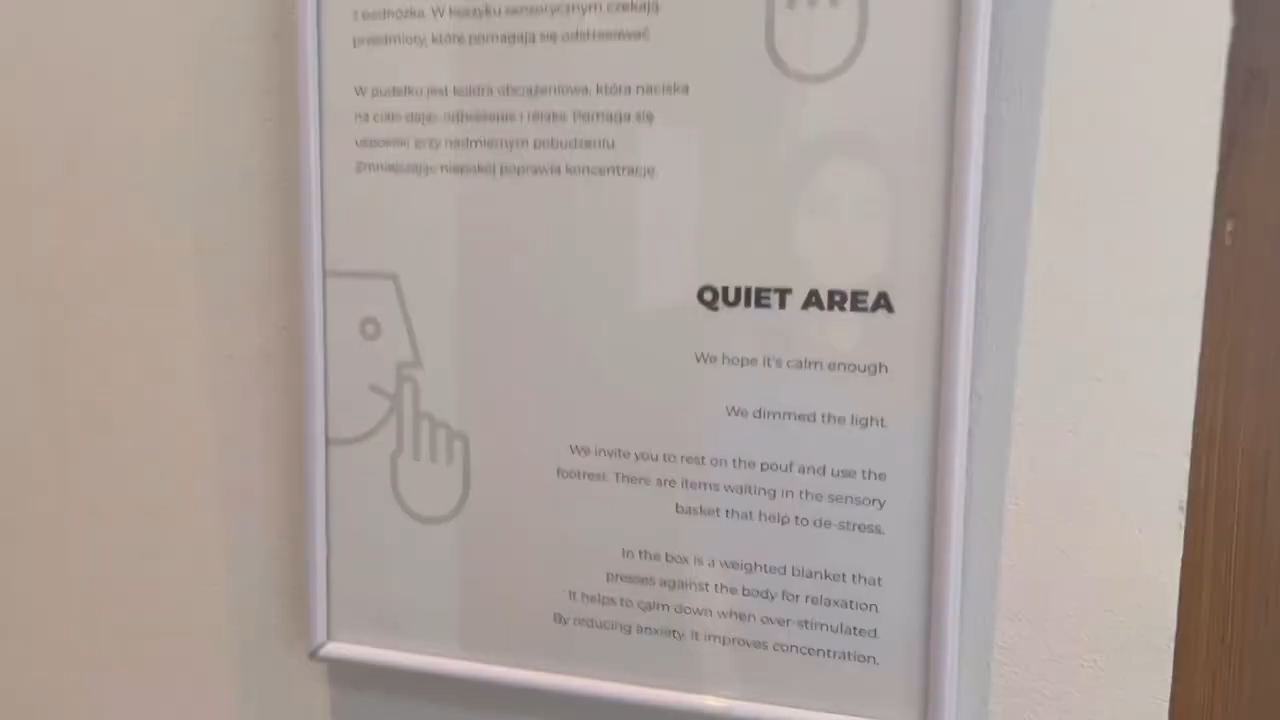 z podnóżka. W koszyku sensorycznym czekają
przedmioty, które pomagają się odstresować
W pudełku jest kołdra obciążeniowa, która naciska
na ciało dając odprężenie i relaks. Pomaga się
uspokoić przy nadmiernym pobudzeniu.
Zmniejszając niepokój poprawia koncentrację.
QUIET AREA
We hope it's calm enough
We dimmed the light.
We invite you to rest on the pouf and use the
footrest. There are items waiting in the sensory
basket that help to de-stress.
In the box is a weighted blanket that
presses against the body for relaxation.
It helps to calm down when over-stimulated.
By reducing anxiety, it improves concentration.